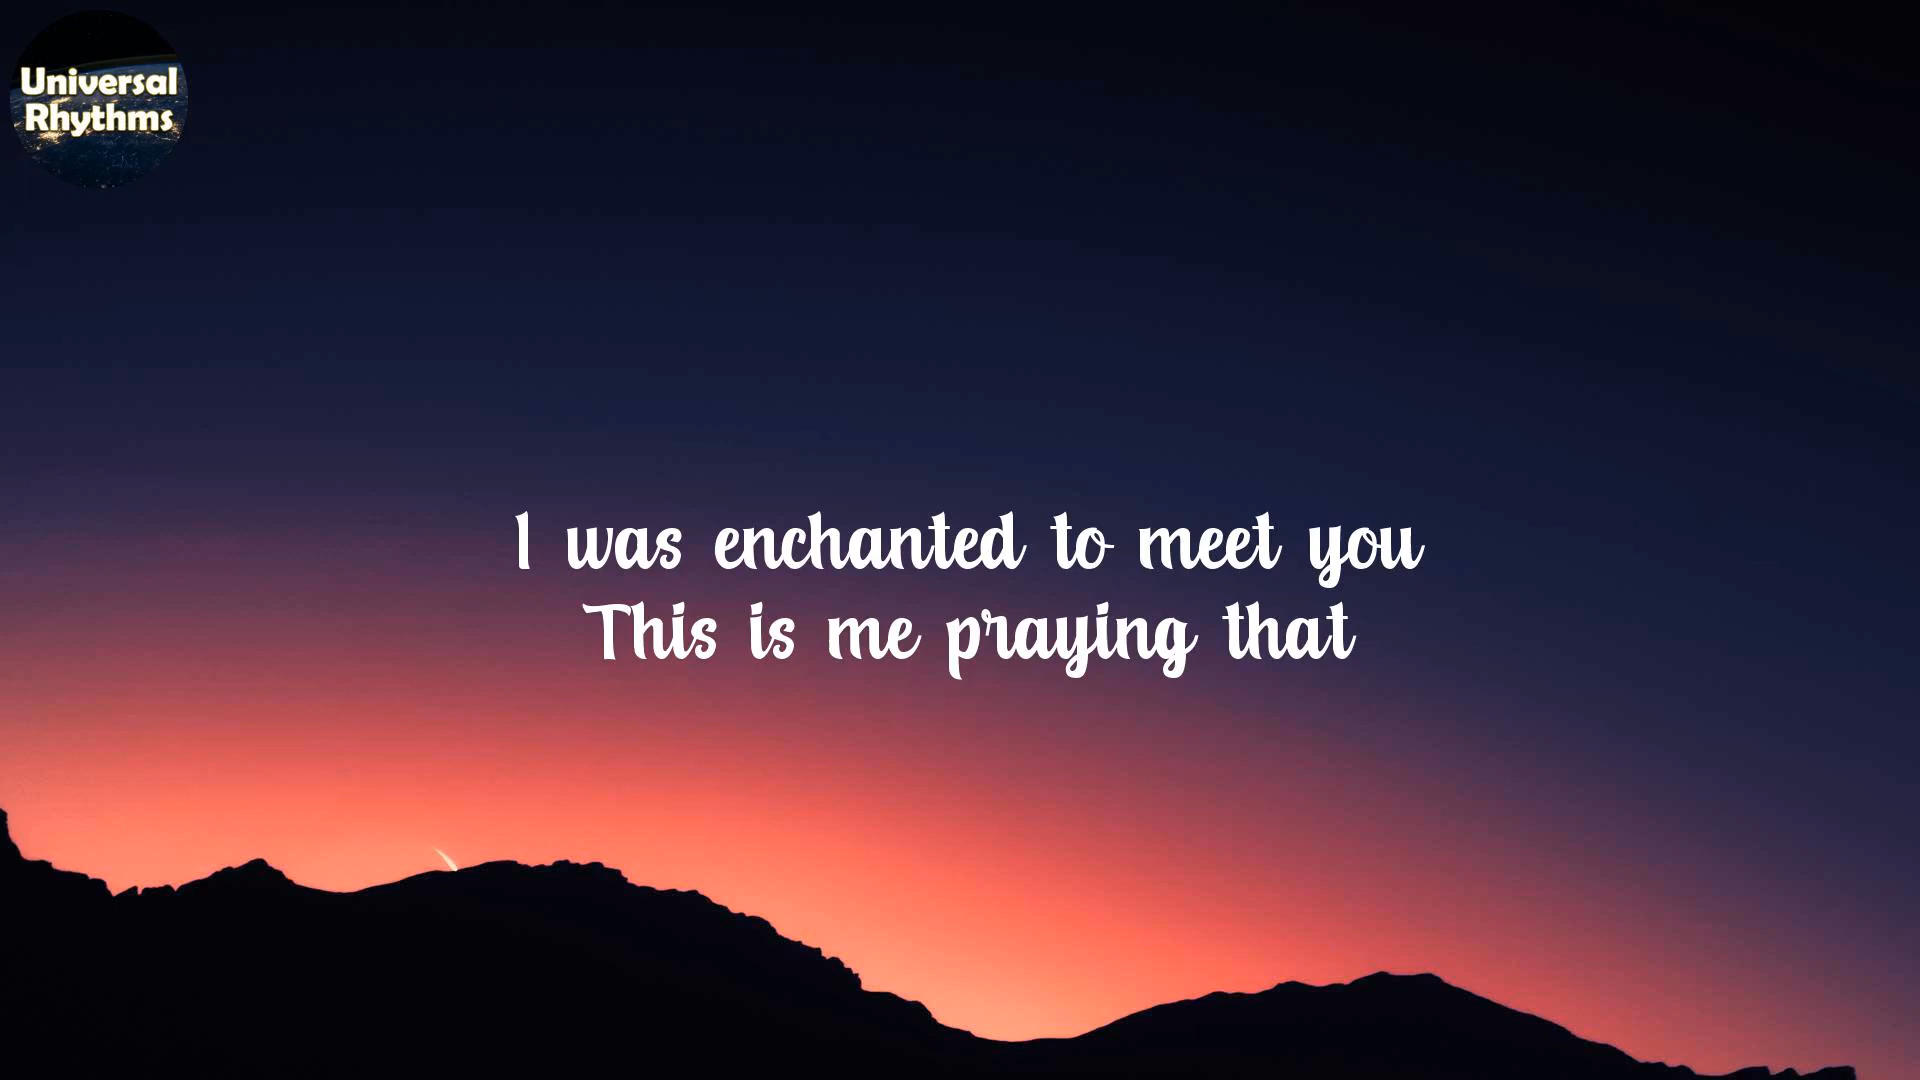 Universal
Rhythms
I was enchanted to meet you
This is me praying that